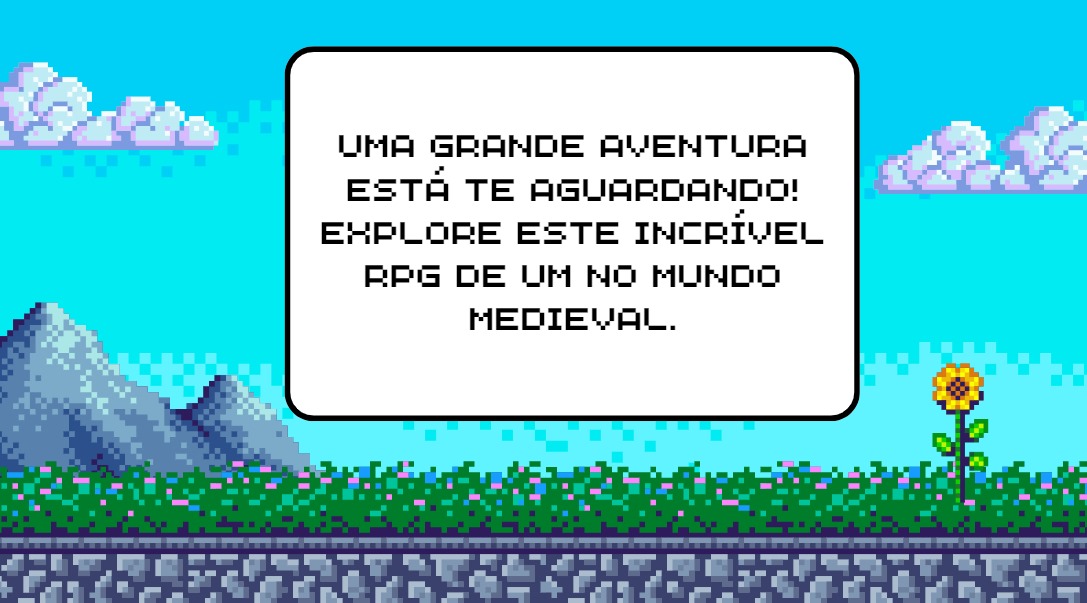 UMA GRANDE AVENTURA
ESTÁ TE AGUARDANDO!
EXPLORE ESTE INCRÍVEL
RPG DE UM NO MUNDO
MEDIEVAL.